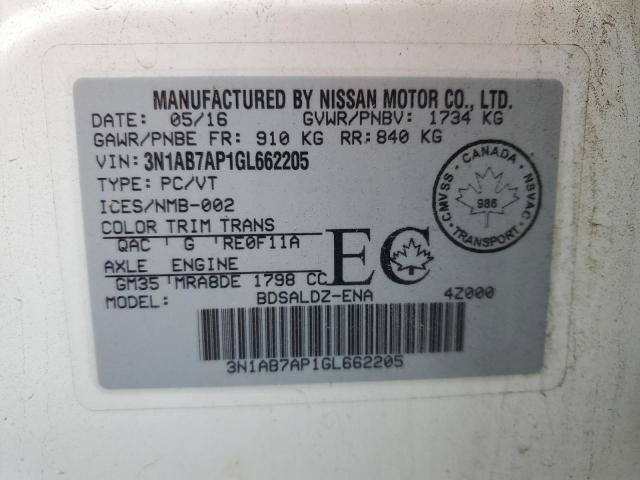 MANUFACTURED BY NISSAN MOTOR CO., LTD.
DATE: 05/16 GVWR/PNBV: 1734 KG
GAWR/PNBE FR: 910 KG RR: 840 KG
VIN: 3N1AB7AP1GL662205
TYPE: PC/VT
ICES/NMB-002
COLOR TRIM TRANS
QAC G RE0F11A
AXLE ENGINE
GM35 MRA8DE 1798 CC
MODEL: BDSALDZ-ENA 4Z000
EC
CANADA
CMVSS NSVAC
986
TRANSPORT
3N1AB7AP1GL662205